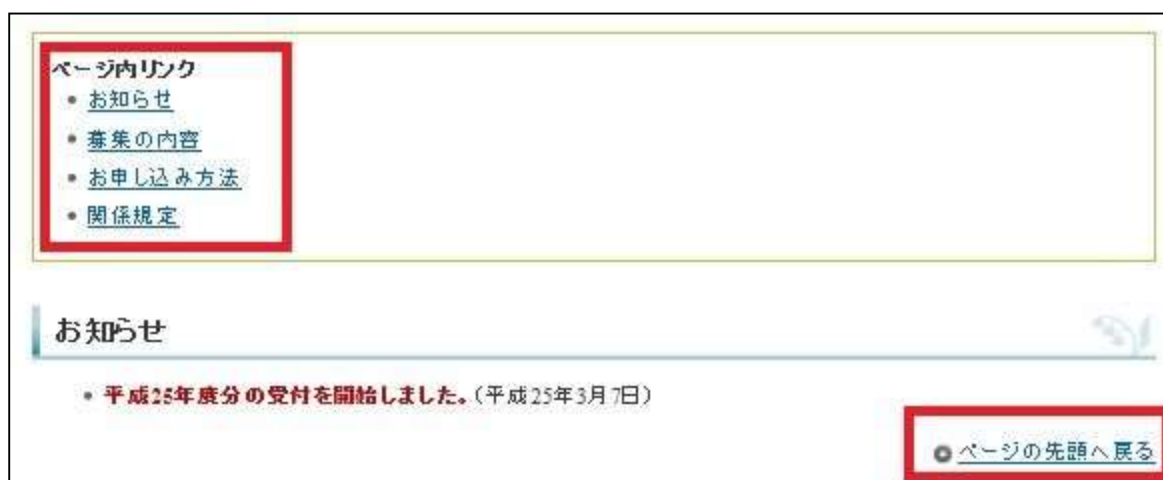 ページ内リンク
お知らせ
募集の内容
お申し込み方法
関係規定
お知らせ
平成25年度分の受付を開始しました。(平成25年3月7日)
ページの先頭へ戻る